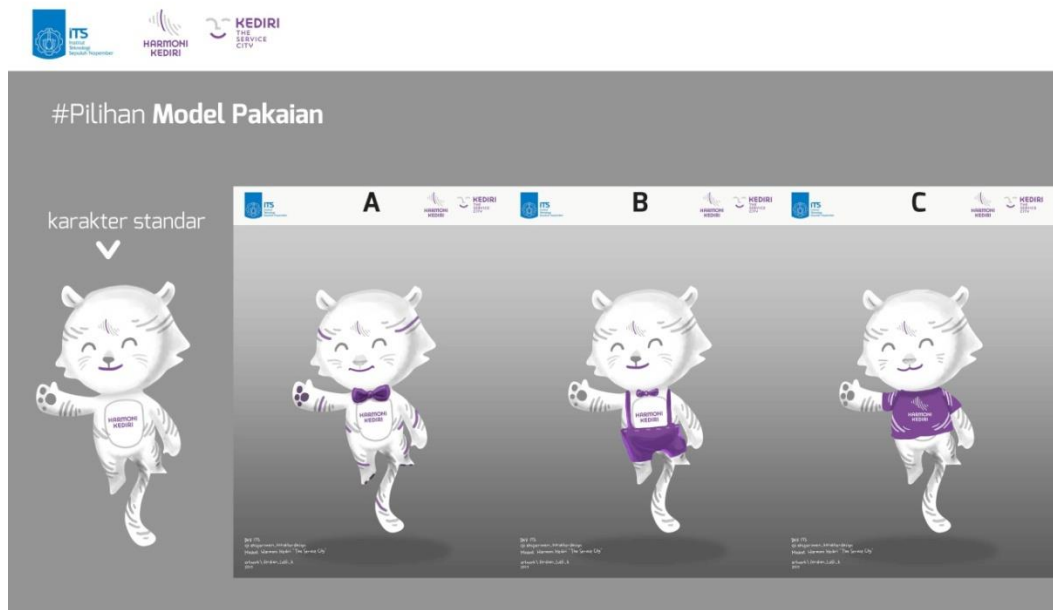 ITS
Institut
Teknologi
Sepuluh Nopember
HARMONI
KEDIRI
KEDIRI
THE
SERVICE
CITY
#Pilihan Model Pakaian
karakter standar
ITS
A
HARMONI
KEDIRI
KEDIRI
THE
SERVICE
CITY
ITS
B
HARMONI
KEDIRI
KEDIRI
THE
SERVICE
CITY
ITS
C
HARMONI
KEDIRI
KEDIRI
THE
SERVICE
CITY
HARMONI
KEDIRI
HARMONI
KEDIRI
HARMONI
KEDIRI
HARMONI
KEDIRI